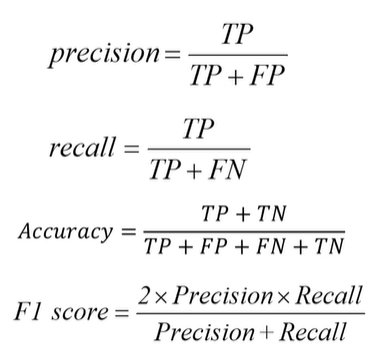 precision = TP / TP + FP
recall = TP / TP + FN
Accuracy = TP + TN / TP + FP + FN + TN
F1 score = 2 × Precision × Recall / Precision + Recall